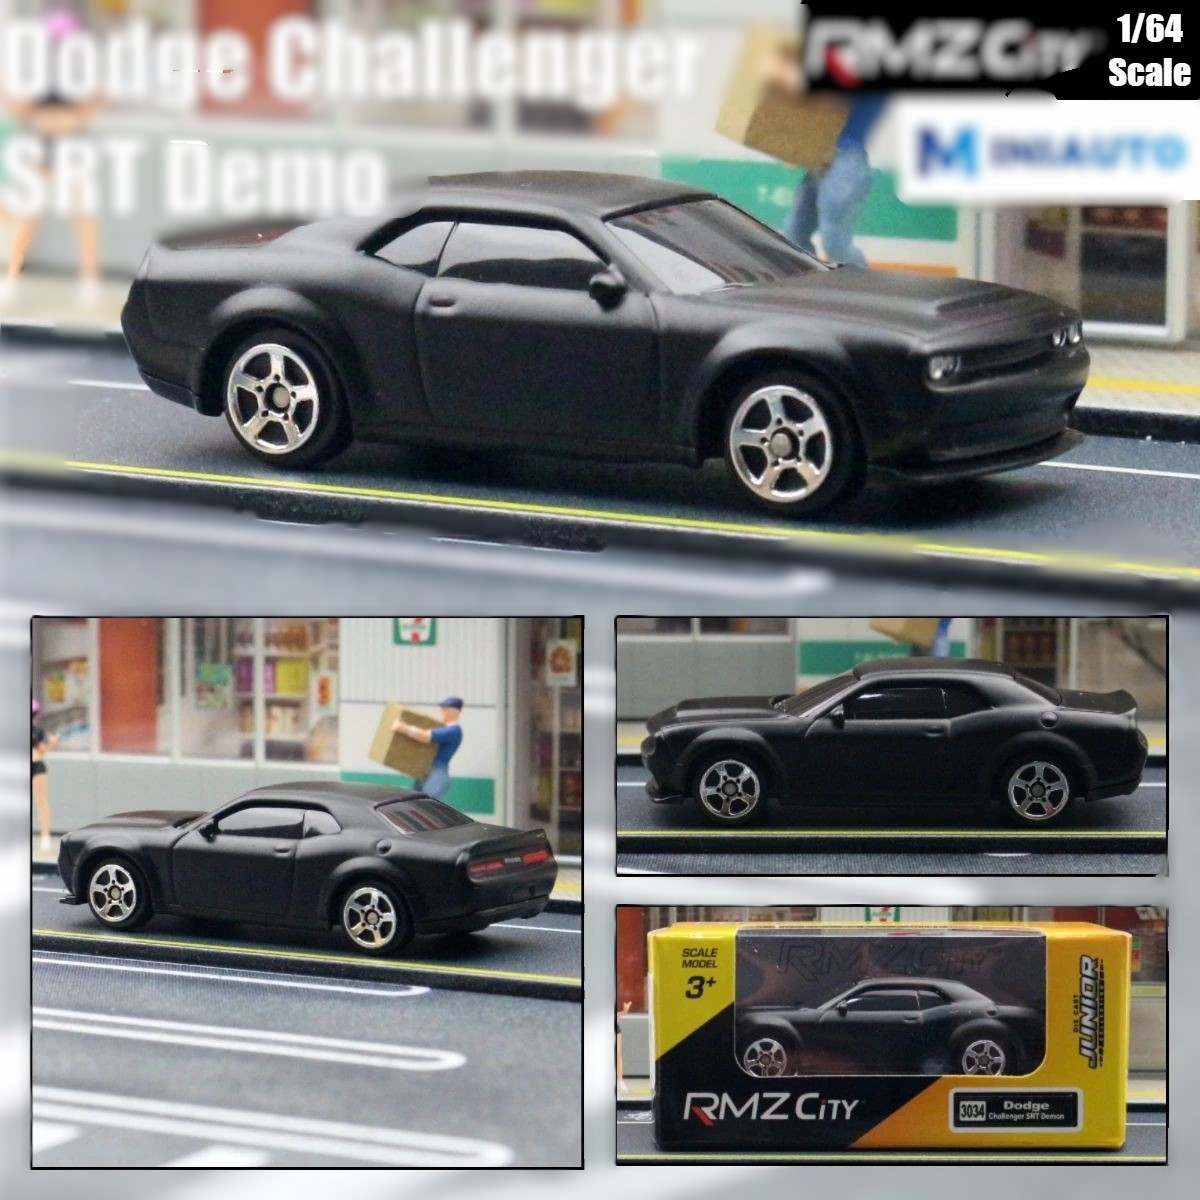 Dodge Challenger
SRT Demo
RMZ CiTY
1/64
Scale
MINIAUTO
SCALE
MODEL
3+
RMZ CiTY
DIE CAST
JUNIOR
RMZ CiTY
3034
Dodge
Challenger SRT Demon